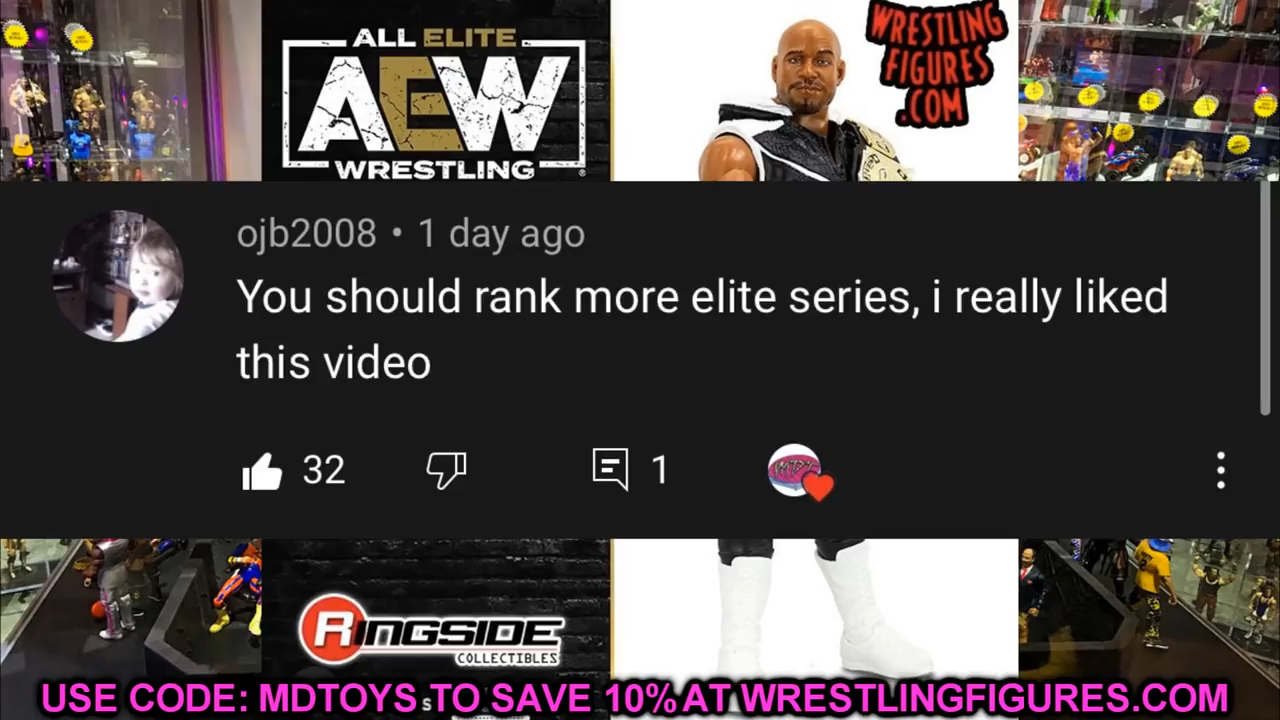 ALL ELITE
AEW
WRESTLING
WRESTLING
FIGURES
.COM
ojb2008 • 1 day ago
You should rank more elite series, i really liked
this video
32
1
RINGSIDE
COLLECTIBLES
USE CODE: MDTOYS TO SAVE 10% AT WRESTLINGFIGURES.COM